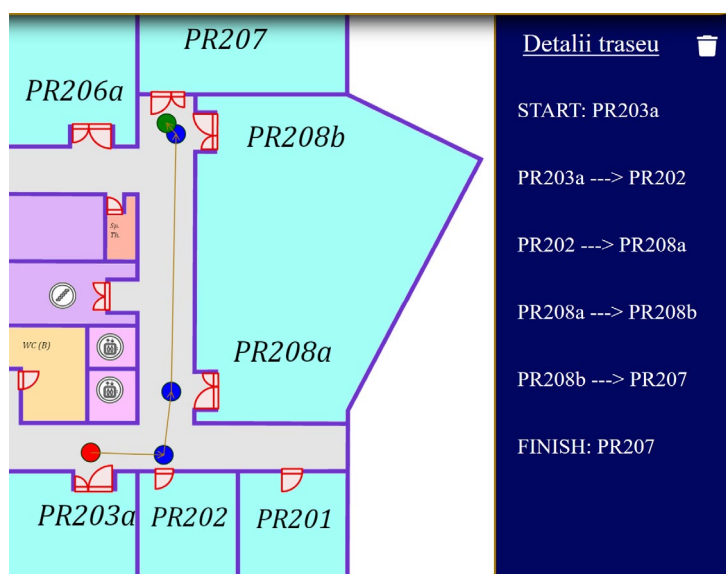 PR207
PR206a
PR208b
Sp.
Th.
WC (B)
PR208a
PR203a
PR202
PR201
Detalii traseu
START: PR203a
PR203a ---> PR202
PR202 ---> PR208a
PR208a ---> PR208b
PR208b ---> PR207
FINISH: PR207